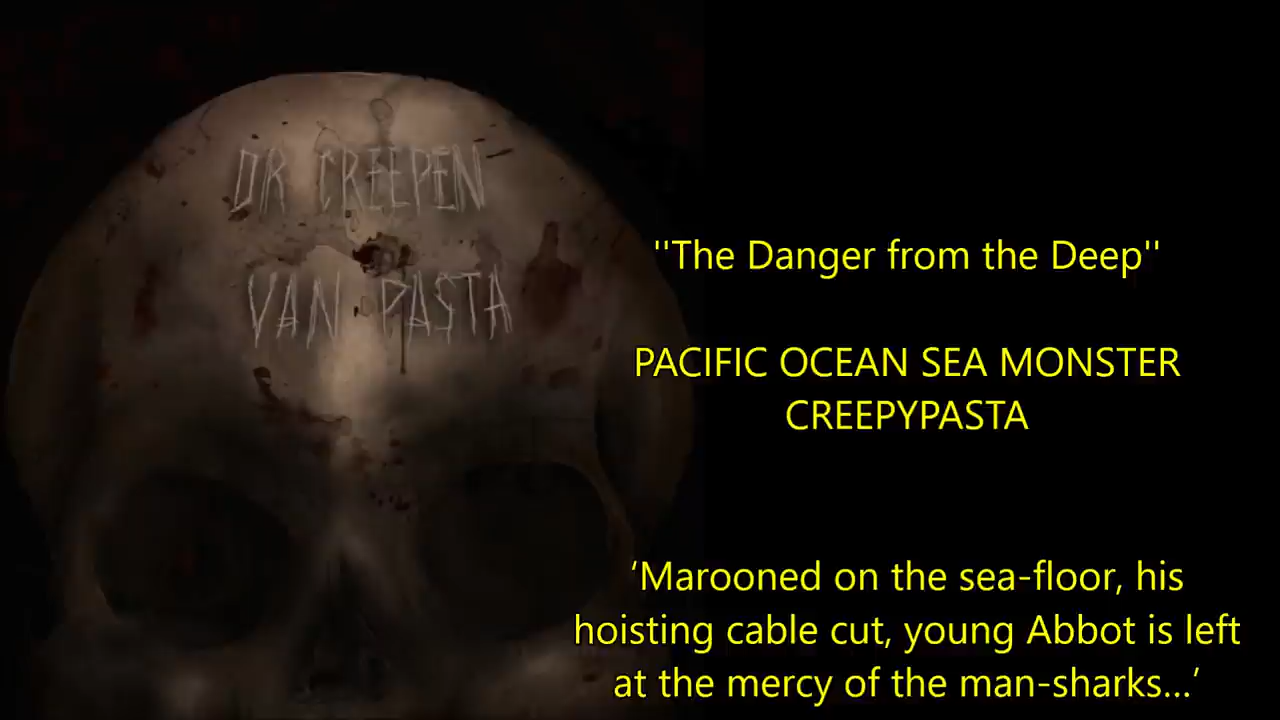 DR CREEPEN
VAN PASTA
''The Danger from the Deep''
PACIFIC OCEAN SEA MONSTER
CREEPYPASTA
‘Marooned on the sea-floor, his
hoisting cable cut, young Abbot is left
at the mercy of the man-sharks...’